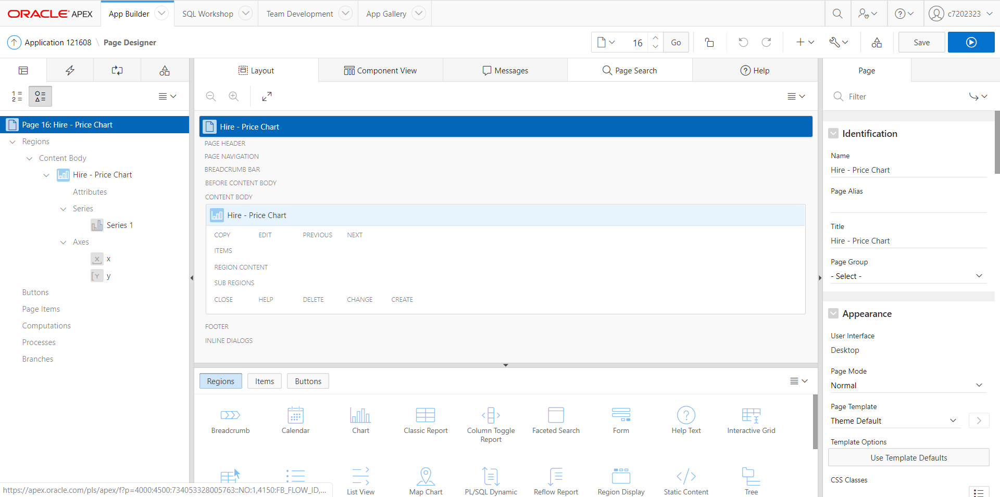 ORACLE APEX
App Builder
SQL Workshop
Team Development
App Gallery
c7202323
Application 121608 \ Page Designer
16
Go
Save
Layout
Component View
Messages
Page Search
Help
Page
1
2
Filter
Page 16: Hire - Price Chart
Regions
Content Body
Hire - Price Chart
Attributes
Series
Series 1
Axes
x
x
Y
y
Buttons
Page Items
Computations
Processes
Branches
Hire - Price Chart
PAGE HEADER
PAGE NAVIGATION
BREADCRUMB BAR
BEFORE CONTENT BODY
CONTENT BODY
Hire - Price Chart
COPY EDIT PREVIOUS NEXT
ITEMS
REGION CONTENT
SUB REGIONS
CLOSE HELP DELETE CHANGE CREATE
FOOTER
INLINE DIALOGS
Regions
Items
Buttons
Breadcrumb
Calendar
Chart
Classic Report
Column Toggle
Report
Faceted Search
Form
Help Text
Interactive Grid
List View
Map Chart
PL/SQL Dynamic
Reflow Report
Region Display
Static Content
Tree
Identification
Name
Hire - Price Chart
Page Alias
Title
Hire - Price Chart
Page Group
- Select -
Appearance
User Interface
Desktop
Page Mode
Normal
Page Template
Theme Default
Template Options
Use Template Defaults
CSS Classes
https://apex.oracle.com/pls/apex/f?p=4000:4500:734053328005763::NO:1,4150:FB_FLOW_ID,...